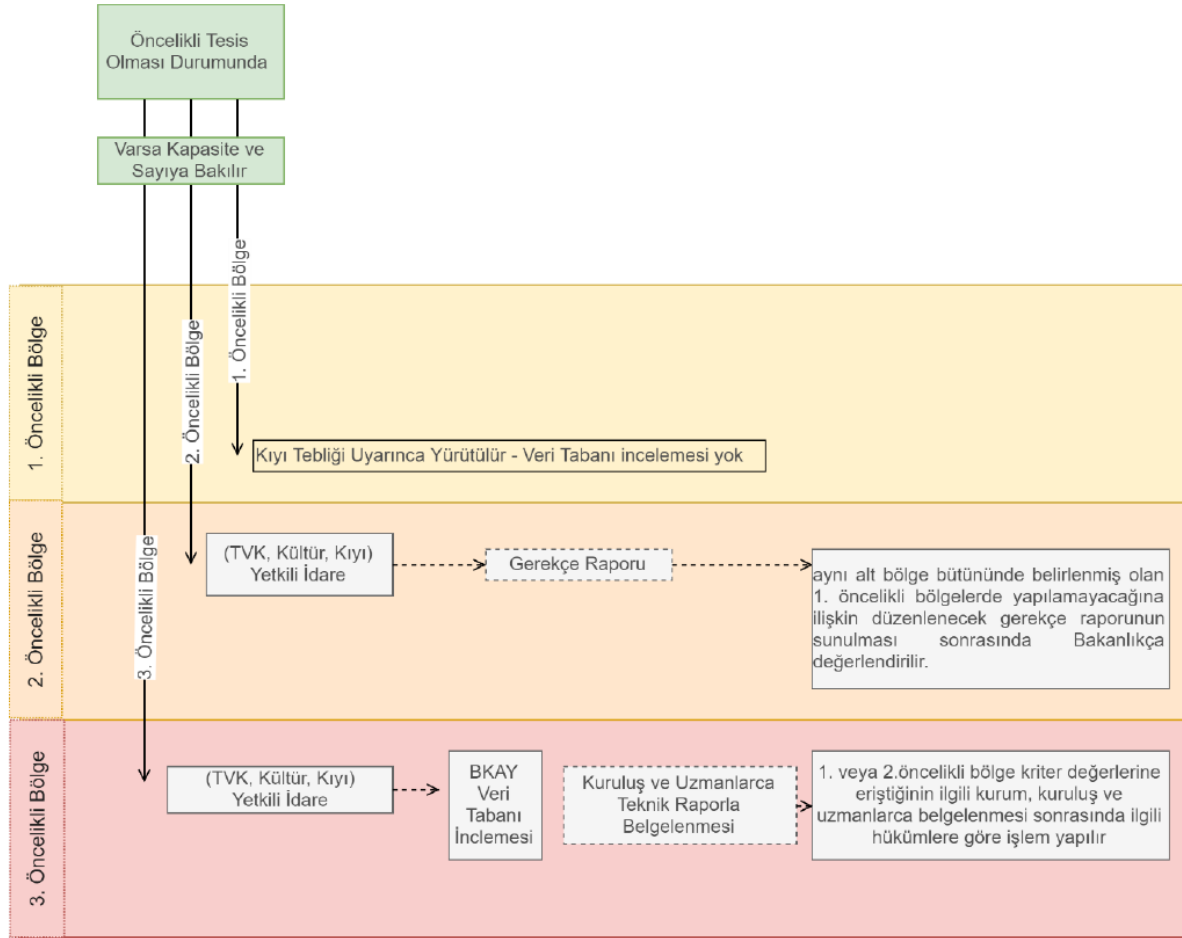 Öncelikli Tesis
Olması Durumunda
Varsa Kapasite ve
Sayıya Bakılır
1. Öncelikli Bölge
2. Öncelikli Bölge
3. Öncelikli Bölge
1. Öncelikli Bölge
Kıyı Tebliği Uyarınca Yürütülür - Veri Tabanı incelemesi yok
2. Öncelikli Bölge
(TVK, Kültür, Kıyı)
Yetkili İdare
Gerekçe Raporu
aynı alt bölge bütününde belirlenmiş olan
1. öncelikli bölgelerde yapılamayacağına
ilişkin düzenlenecek gerekçe raporunun
sunulması sonrasında Bakanlıkça
değerlendirilir.
3. Öncelikli Bölge
(TVK, Kültür, Kıyı)
Yetkili İdare
BKAY
Veri
Tabanı
İnclemesi
Kuruluş ve Uzmanlarca
Teknik Raporla
Belgelenmesi
1. veya 2.öncelikli bölge kriter değerlerine
eriştiğinin ilgili kurum, kuruluş ve
uzmanlarca belgelenmesi sonrasında ilgili
hükümlere göre işlem yapılır